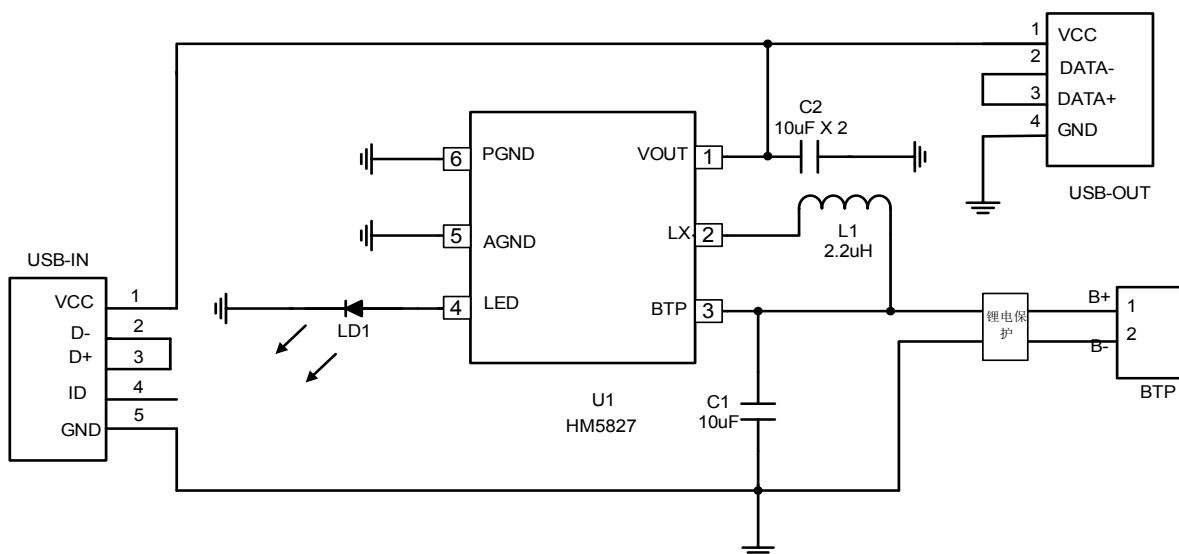 1
VCC
2
DATA-
3
DATA+
4
GND
USB-OUT
C2
10uF X 2
6
PGND
VOUT
1
5
AGND
LX
2
L1
2.2uH
4
LED
BTP
3
LD1
U1
HM5827
USB-IN
VCC
1
D-
2
D+
3
ID
4
GND
5
C1
10uF
锂电保
护
B+
1
2
B-
BTP